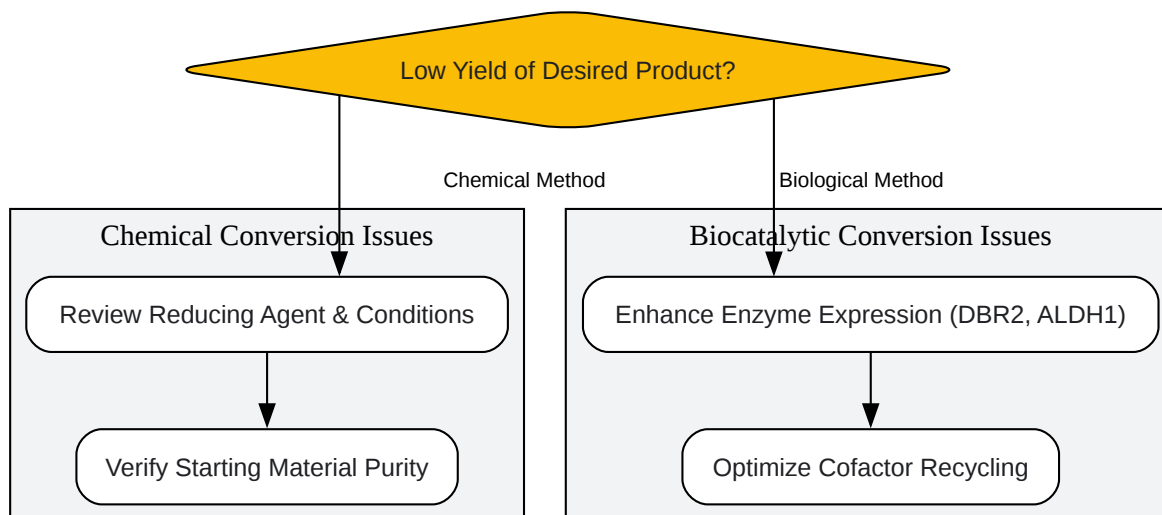 Low Yield of Desired Product?
Chemical Method
Biological Method
Chemical Conversion Issues
Review Reducing Agent & Conditions
Verify Starting Material Purity
Biocatalytic Conversion Issues
Enhance Enzyme Expression (DBR2, ALDH1)
Optimize Cofactor Recycling